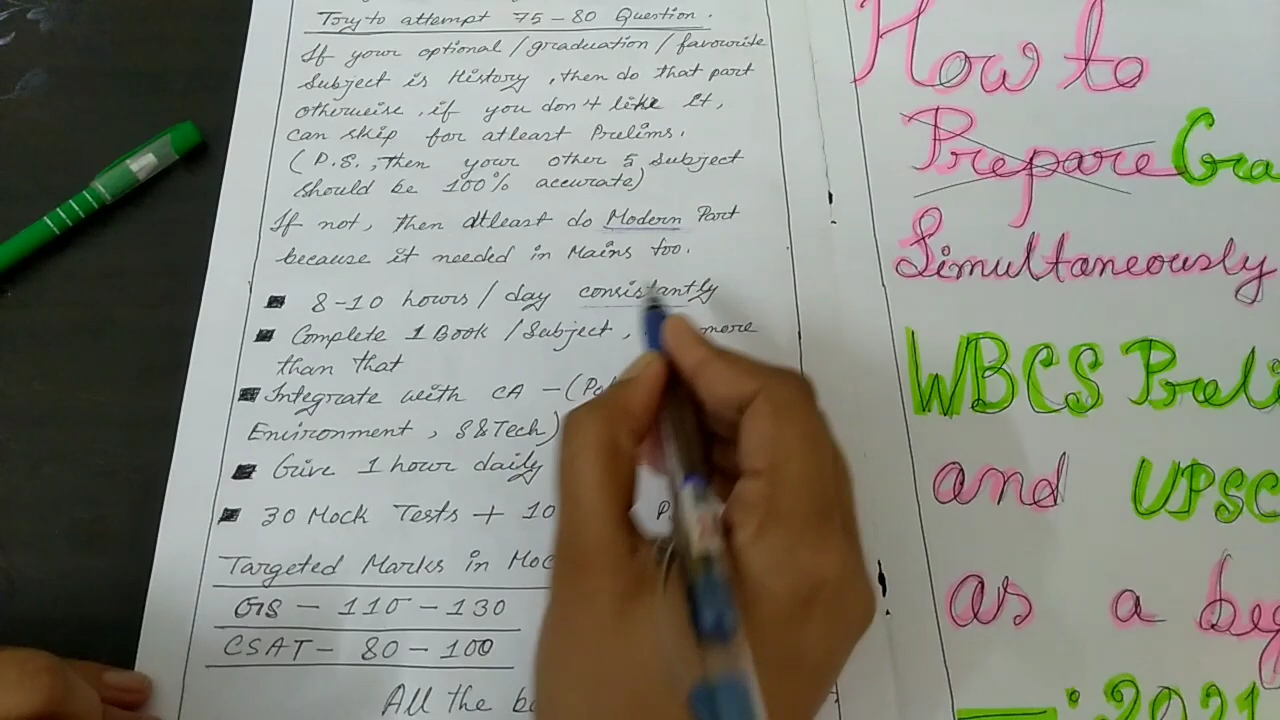 Try to attempt 75-80 Question.
If your optional/graduation/favourite
Subject is History, then do that part
otherwise, if you don't like It,
can skip for atleast Prelims.
(P.S., then your other 5 Subject
should be 100% accurate)
If not, then atleast do Modern Part
because it needed in Mains too.
8-10 hours/day consistantly
Complete 1 Book/Subject, more
than that
Integrate with CA -(
Environment, S&Tech)
Give 1 hour daily
30 Mock Tests + 10
Targeted Marks in
GS - 110-130
CSAT- 80-100
All the
How to
Prepare
Simultaneously
WBCS
and UPSC
as a
2021